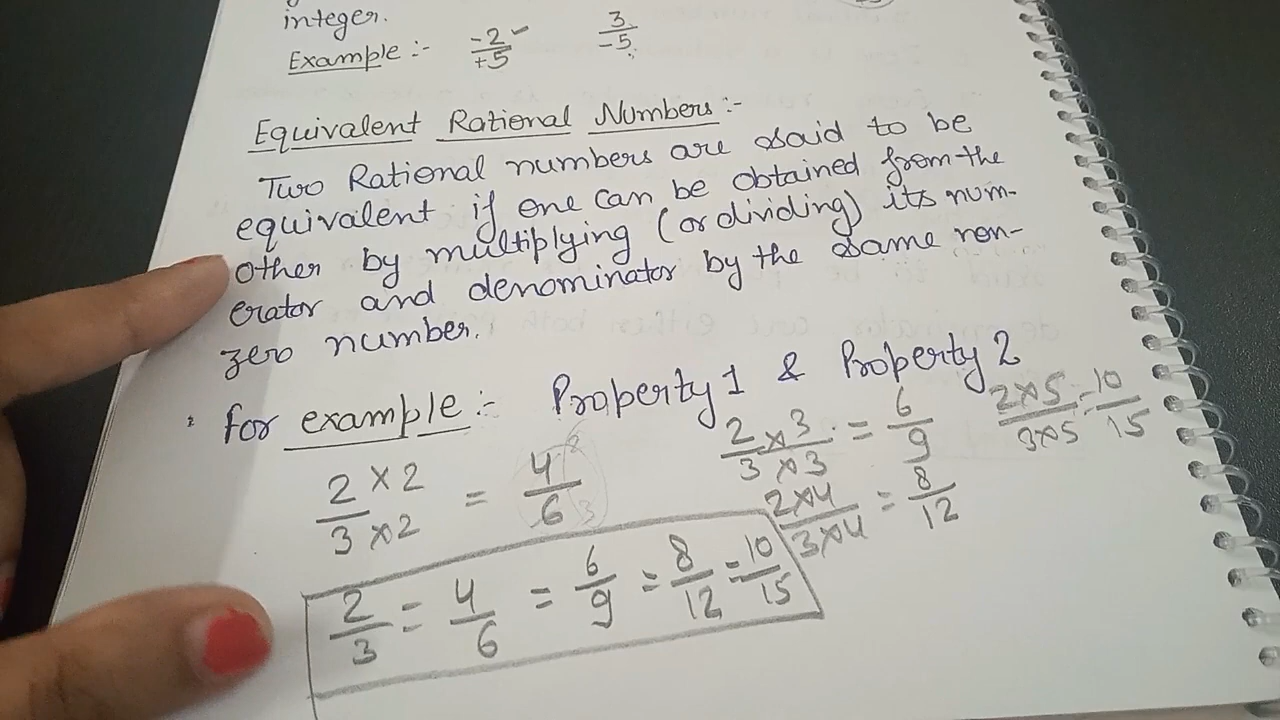 integer.
Example :- -2/+5 3/-5
Equivalent Rational Numbers :-
Two Rational numbers are said to be
equivalent if one can be obtained from the
other by multiplying (or dividing) its num-
erator and denominator by the same non-
zero number.
for example :- Property 1 & Property 2
2×2/3×2 = 4/6
2×3/3×3 = 6/9
2×5/3×5 = 10/15
2×4/3×4 = 8/12
2/3 = 4/6 = 6/9 = 8/12 = 10/15